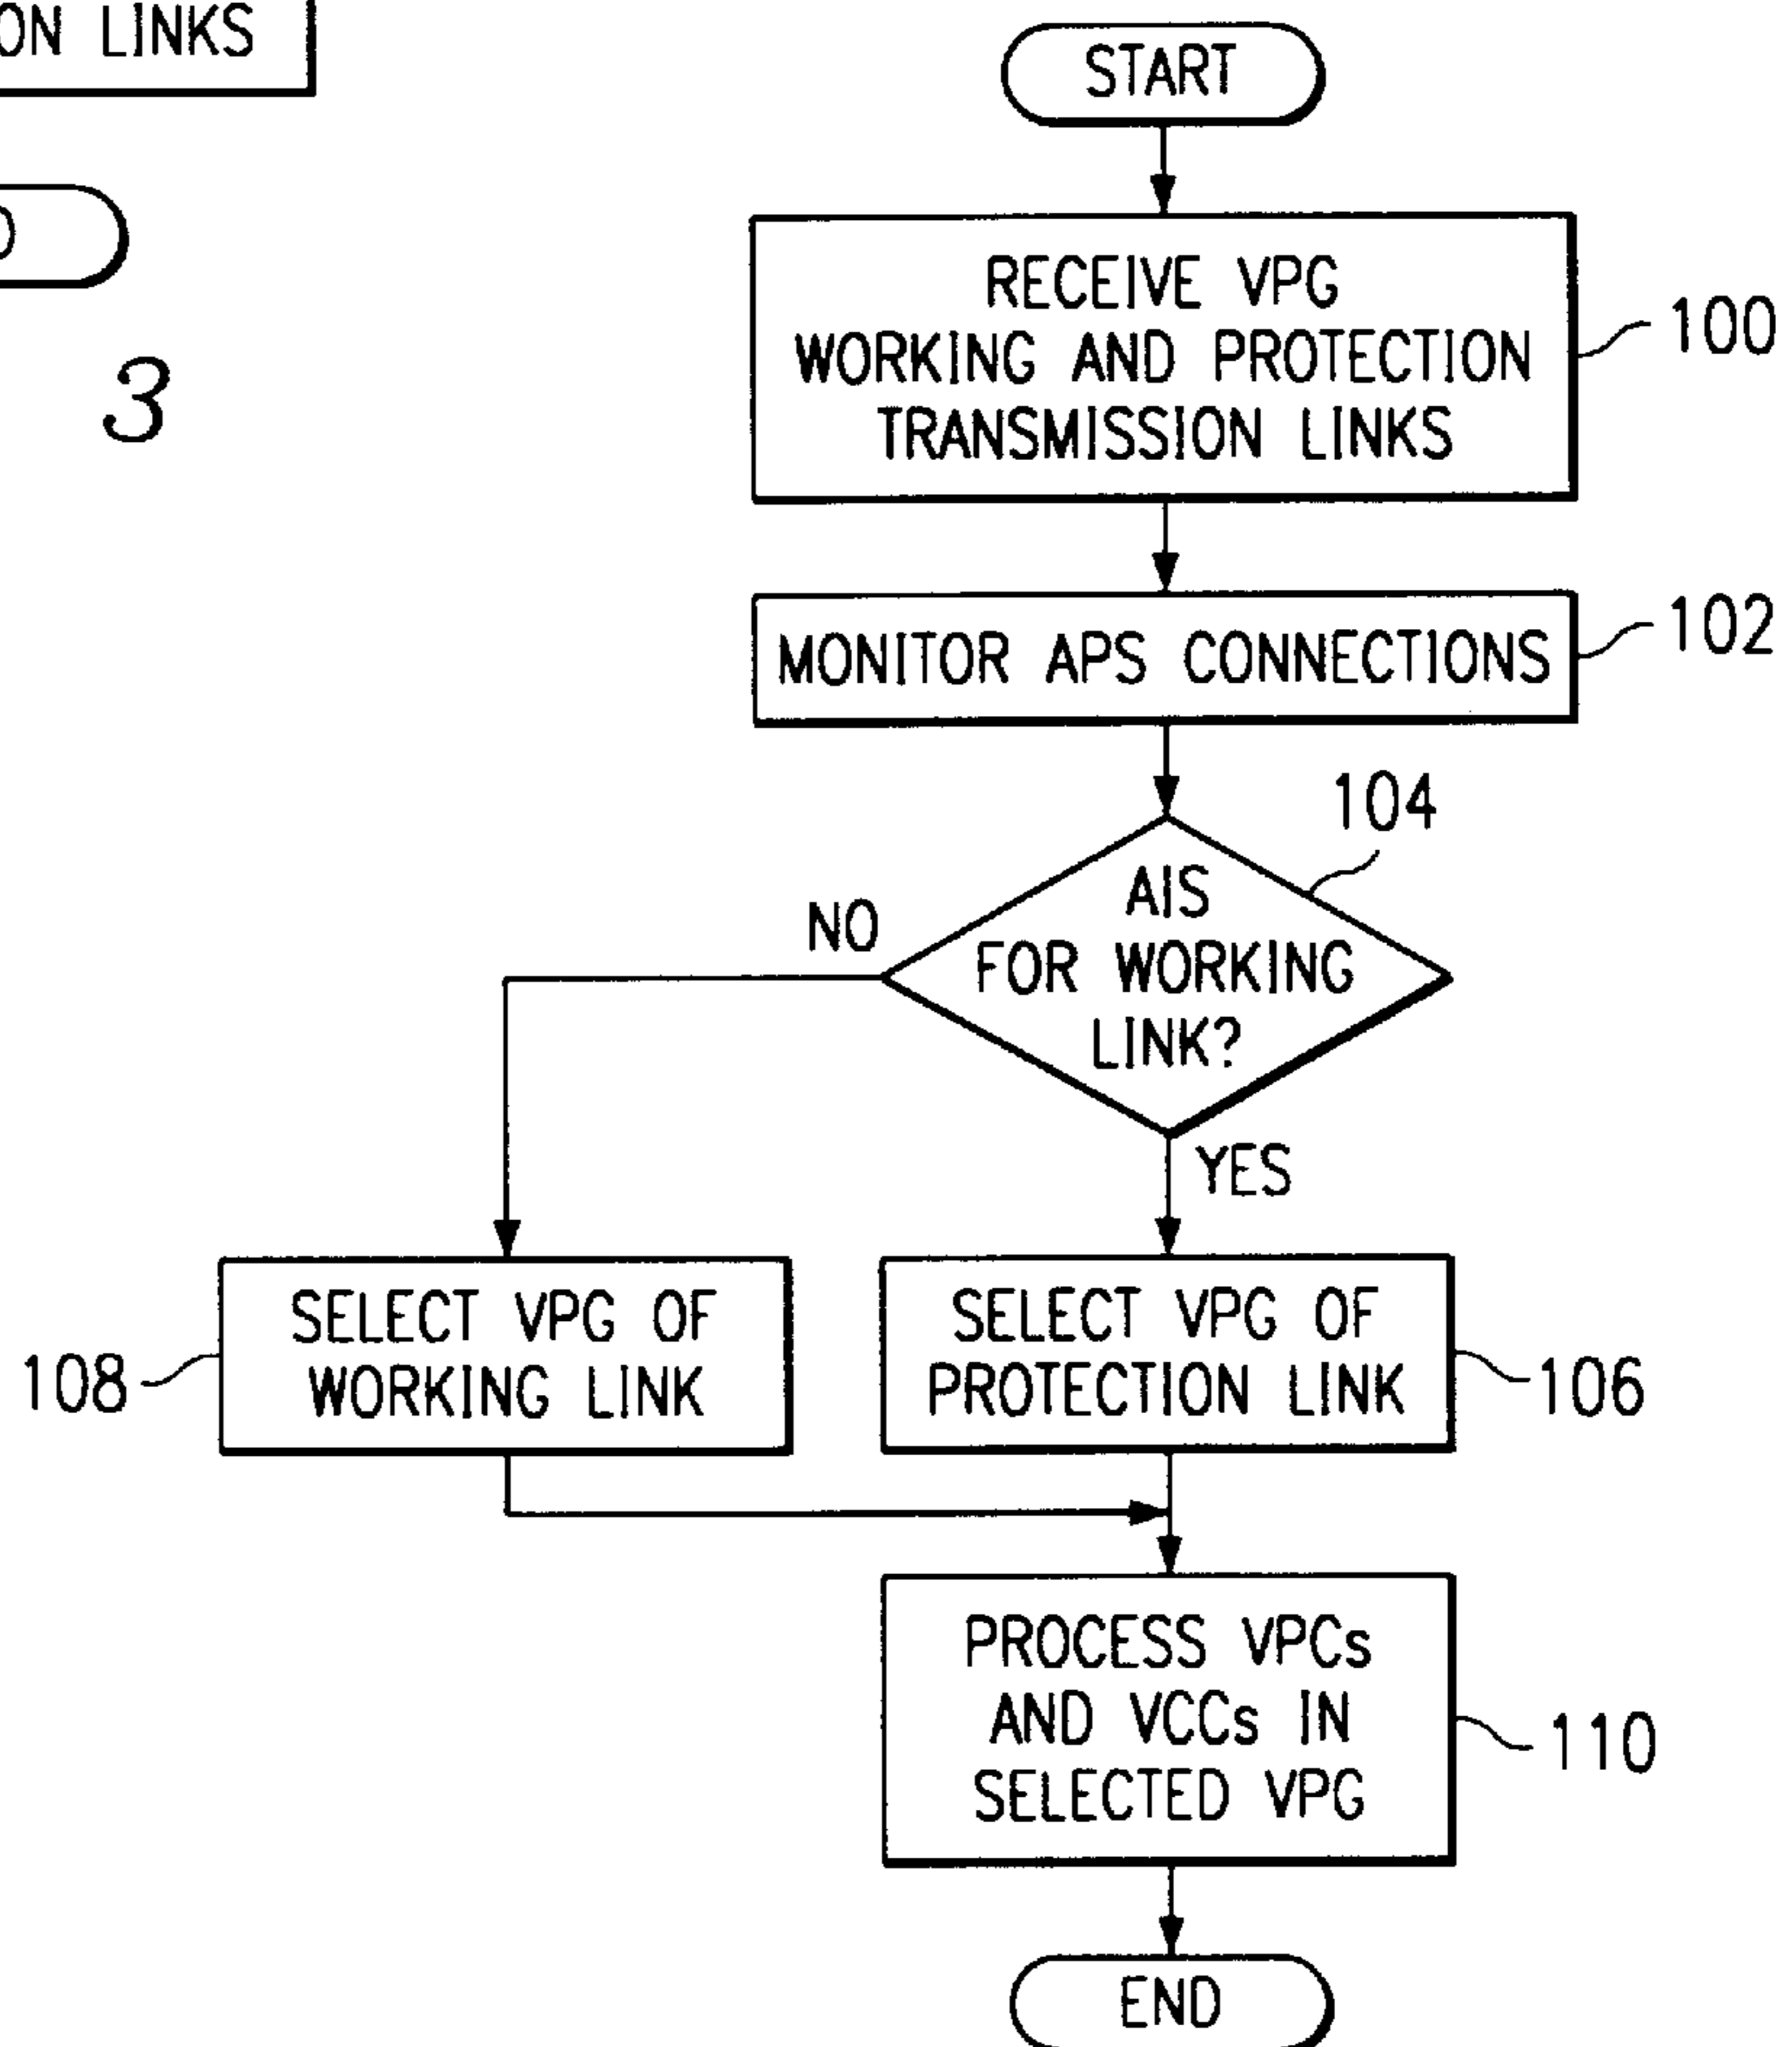 ON LINKS
3
START
RECEIVE VPG
WORKING AND PROTECTION
TRANSMISSION LINKS
100
MONITOR APS CONNECTIONS
102
104
AIS
FOR WORKING
LINK?
NO
YES
SELECT VPG OF
WORKING LINK
108
SELECT VPG OF
PROTECTION LINK
106
PROCESS VPCs
AND VCCs IN
SELECTED VPG
110
END